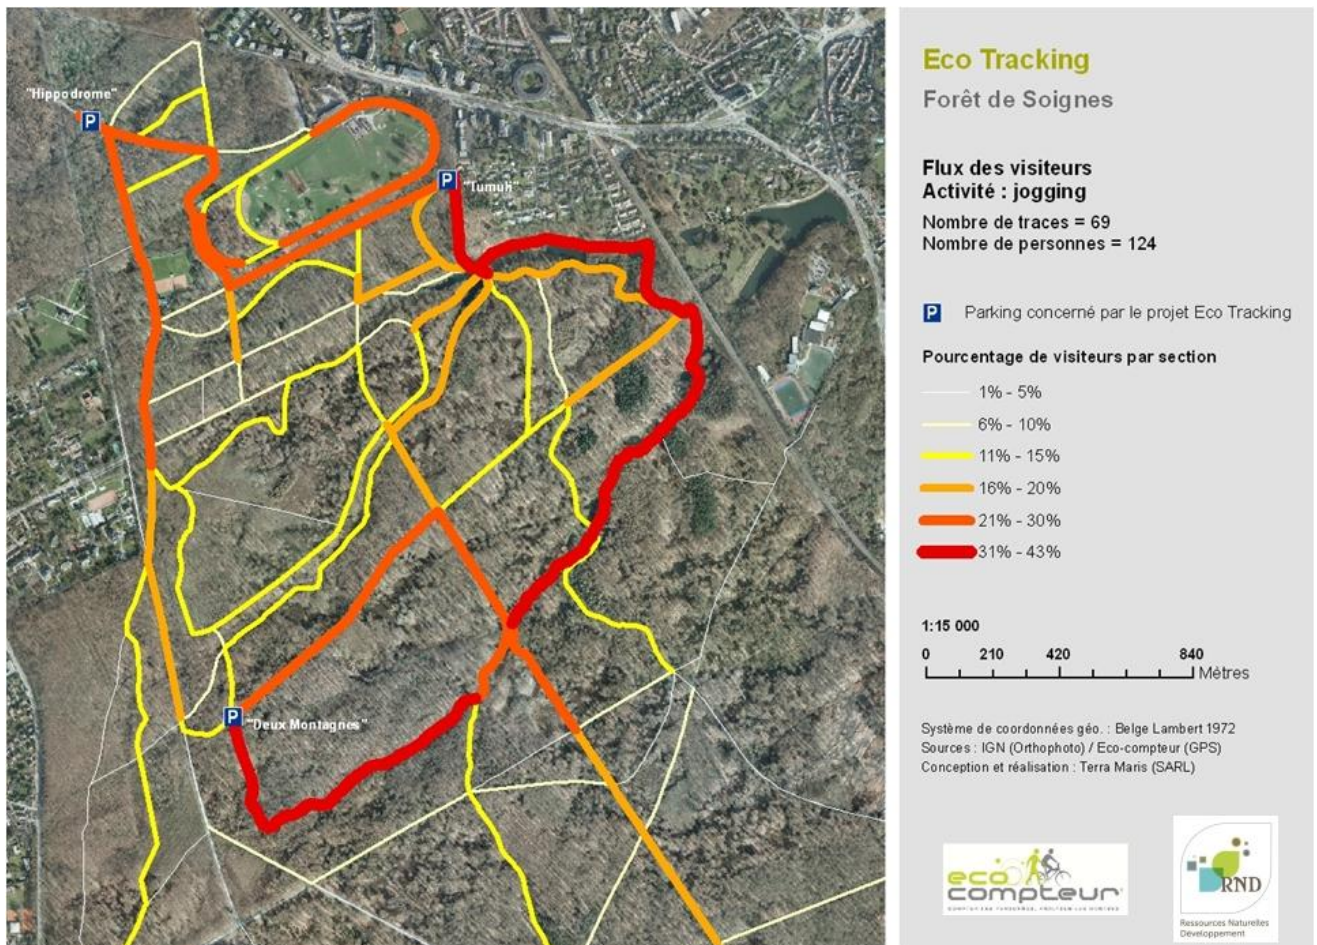 "Hippodrome"
P
P
"Tumuli"
P
"Deux Montagnes"
Eco Tracking
Forêt de Soignes
Flux des visiteurs
Activité : jogging
Nombre de traces = 69
Nombre de personnes = 124
P Parking concerné par le projet Eco Tracking
Pourcentage de visiteurs par section
1% - 5%
6% - 10%
11% - 15%
16% - 20%
21% - 30%
31% - 43%
1:15 000
0 210 420 840
Mètres
Système de coordonnées géo. : Belge Lambert 1972
Sources : IGN (Orthophoto) / Eco-compteur (GPS)
Conception et réalisation : Terra Maris (SARL)
eco
compteur
RND
Ressources Naturelles
Développement